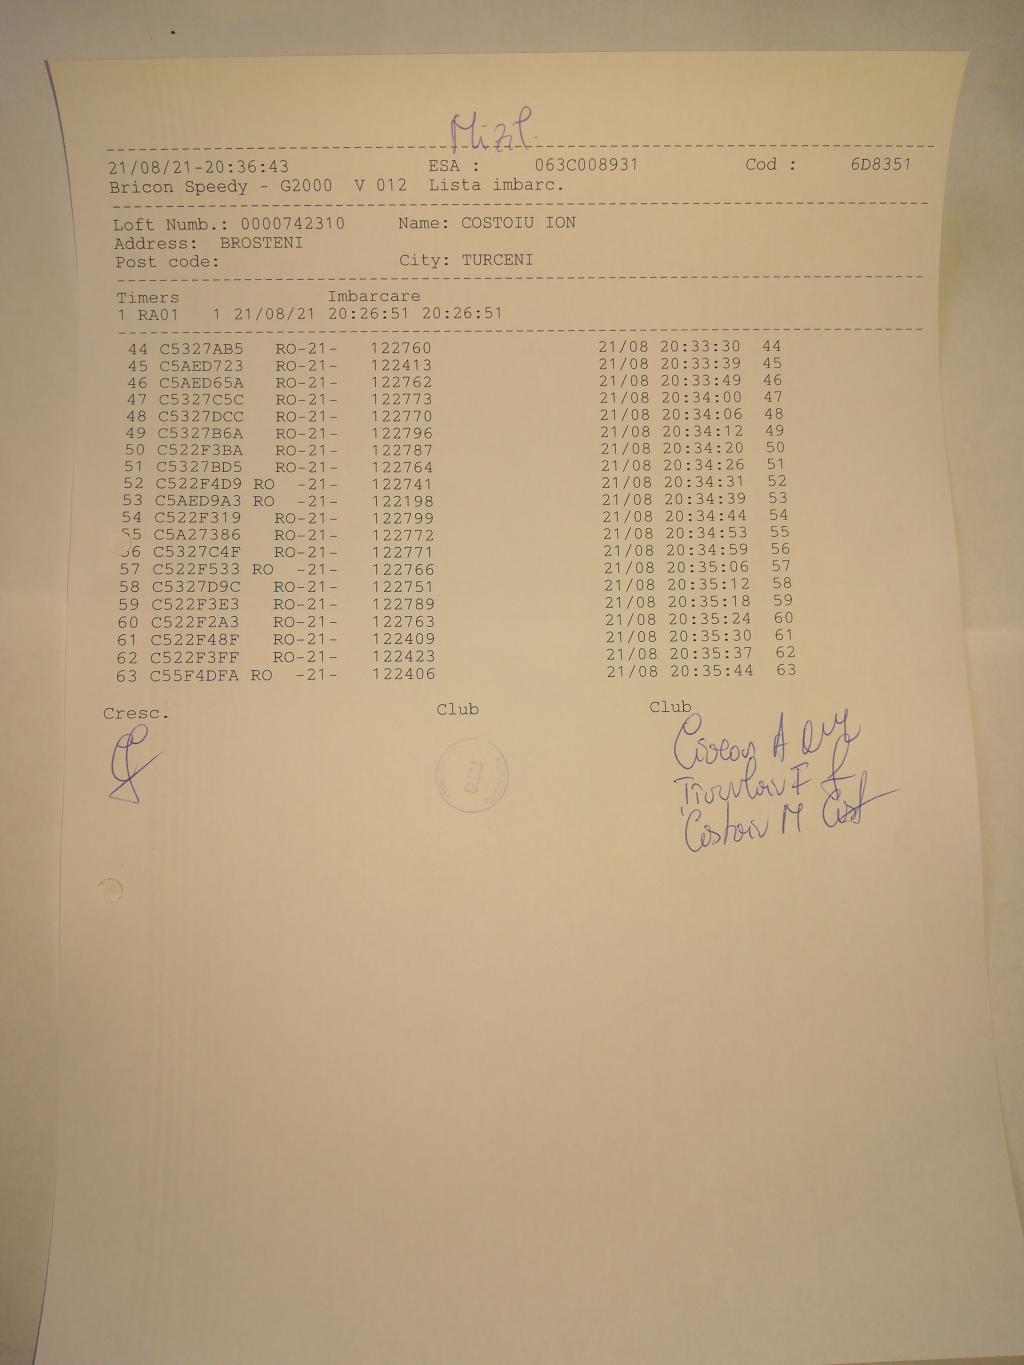 Mizil
21/08/21-20:36:43 ESA : 063C008931 Cod : 6D8351
Bricon Speedy - G2000 V 012 Lista imbarc.
Loft Numb.: 0000742310 Name: COSTOIU ION
Address: BROSTENI
Post code: City: TURCENI
Timers Imbarcare
1 RA01 1 21/08/21 20:26:51 20:26:51
44 C5327AB5 RO-21- 122760 21/08 20:33:30 44
45 C5AED723 RO-21- 122413 21/08 20:33:39 45
46 C5AED65A RO-21- 122762 21/08 20:33:49 46
47 C5327C5C RO-21- 122773 21/08 20:34:00 47
48 C5327DCC RO-21- 122770 21/08 20:34:06 48
49 C5327B6A RO-21- 122796 21/08 20:34:12 49
50 C522F3BA RO-21- 122787 21/08 20:34:20 50
51 C5327BD5 RO-21- 122764 21/08 20:34:26 51
52 C522F4D9 RO -21- 122741 21/08 20:34:31 52
53 C5AED9A3 RO -21- 122198 21/08 20:34:39 53
54 C522F319 RO-21- 122799 21/08 20:34:44 54
55 C5A27386 RO-21- 122772 21/08 20:34:53 55
56 C5327C4F RO-21- 122771 21/08 20:34:59 56
57 C522F533 RO -21- 122766 21/08 20:35:06 57
58 C5327D9C RO-21- 122751 21/08 20:35:12 58
59 C522F3E3 RO-21- 122789 21/08 20:35:18 59
60 C522F2A3 RO-21- 122763 21/08 20:35:24 60
61 C522F48F RO-21- 122409 21/08 20:35:30 61
62 C522F3FF RO-21- 122423 21/08 20:35:37 62
63 C55F4DFA RO -21- 122406 21/08 20:35:44 63
Cresc. Club Club
A
F
Costoiu M